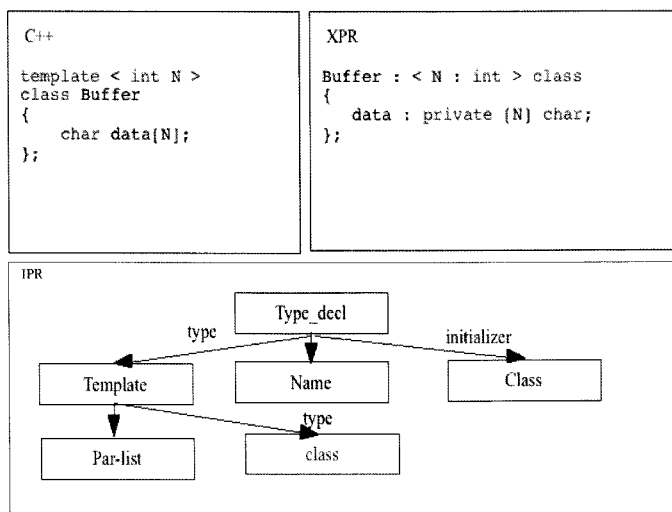 C++
template < int N >
class Buffer
{
char data[N];
};
XPR
Buffer : < N : int > class
{
data : private [N] char;
};
IPR
Type_decl
type
initializer
Template
Name
Class
type
Par-list
class